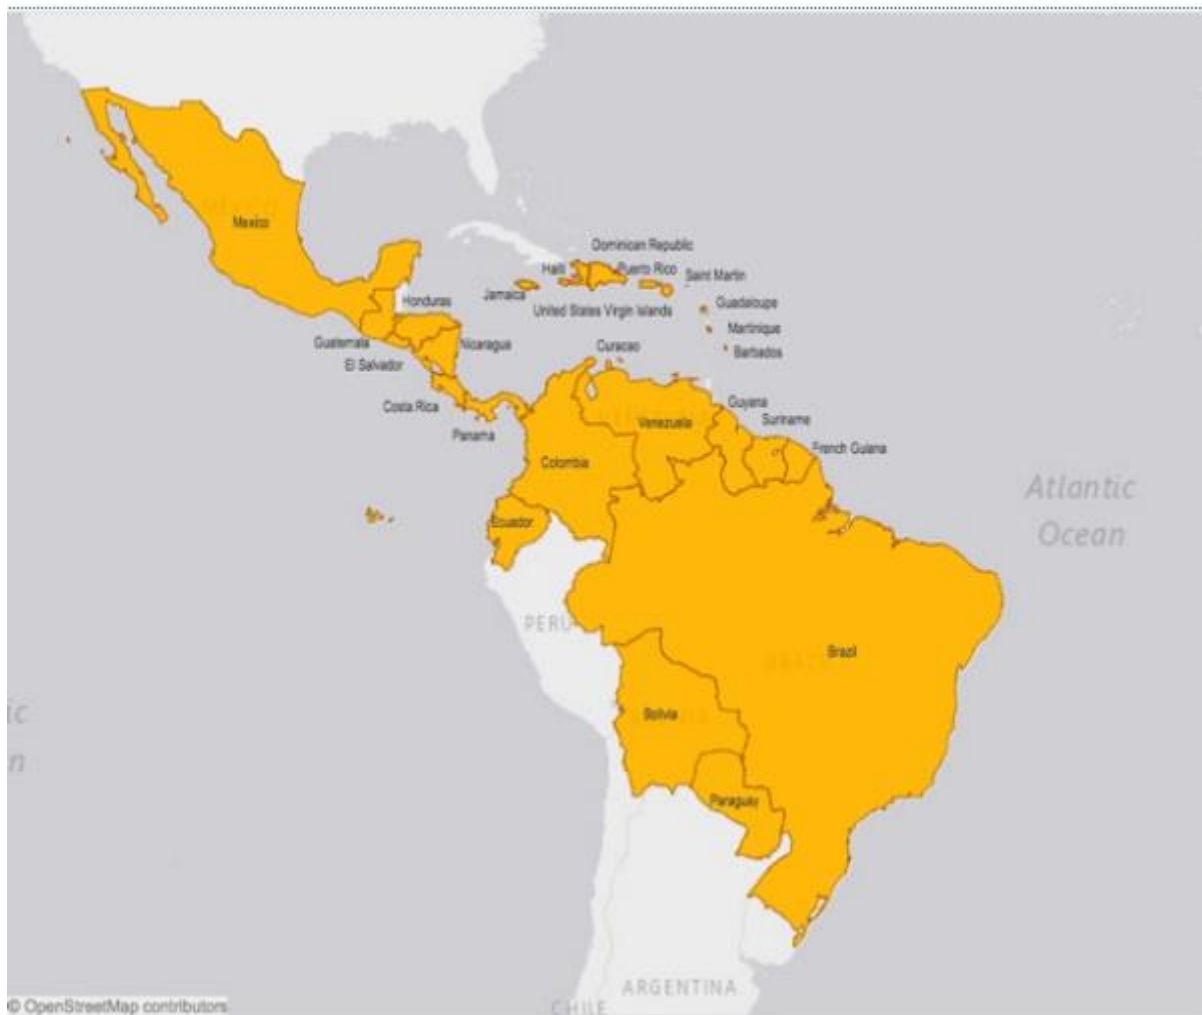 Mexico
Dominican Republic
Haiti
Puerto Rico
Saint Martin
Jamaica
Honduras
United States Virgin Islands
Guadaloupe
Martinique
Guatemala
Nicaragua
Curacao
Barbados
El Salvador
Costa Rica
Guyana
Panama
Venezuela
Suriname
Colombia
French Guiana
Atlantic
Ocean
Ecuador
PERU
Brazil
Bolivia
ic
n
Paraguay
ARGENTINA
CHILE
© OpenStreetMap contributors